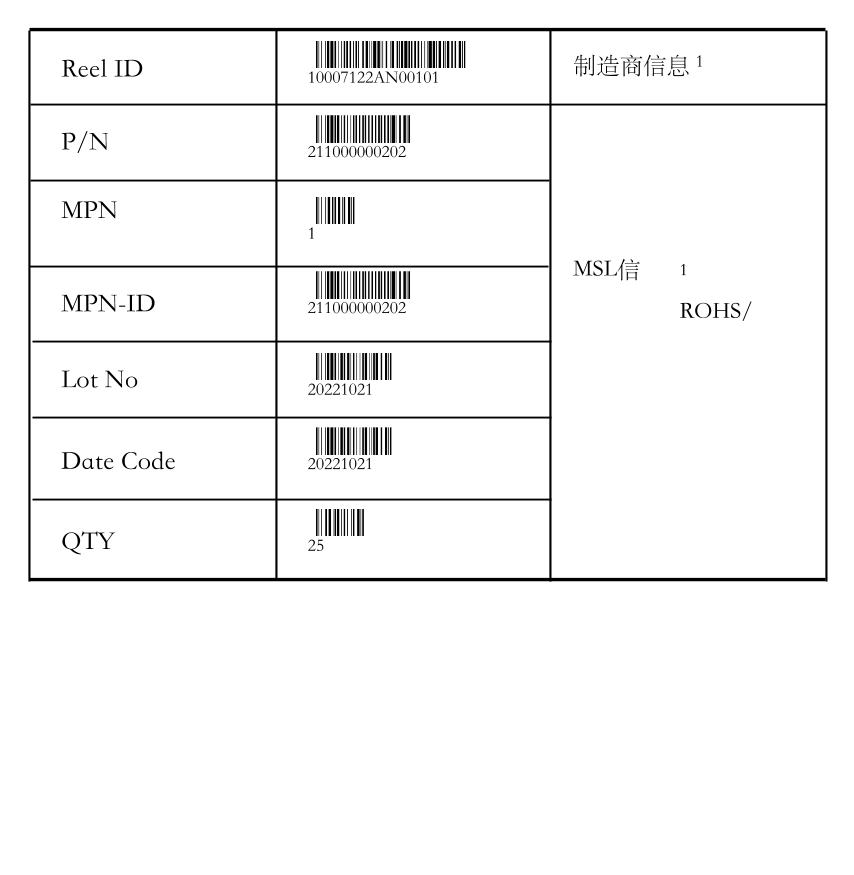 Reel ID
10007122AN00101
制造商信息 1
P/N
211000000202
MPN
1
MPN-ID
211000000202
MSL信 1
ROHS/
Lot No
20221021
Date Code
20221021
QTY
25